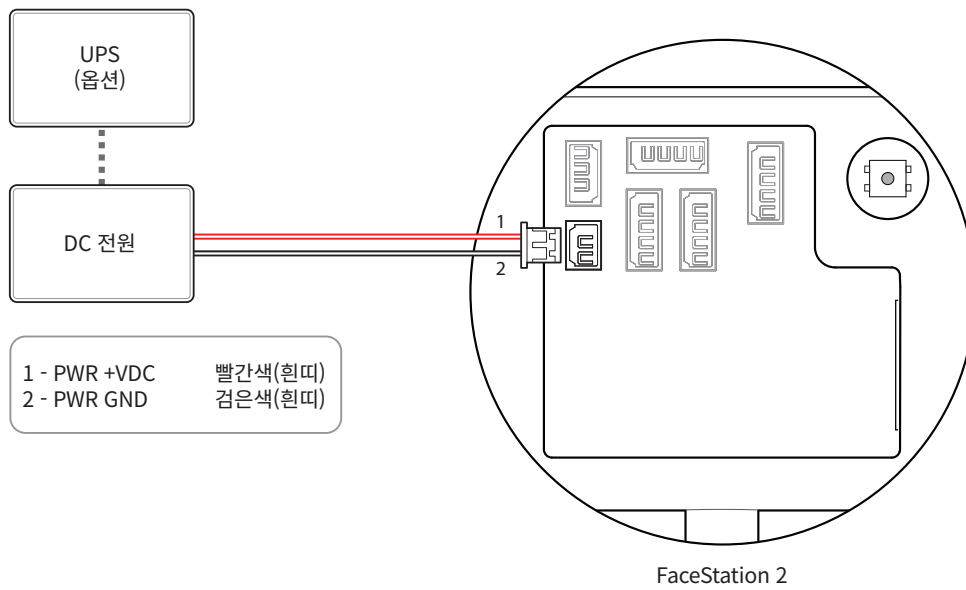 UPS
(옵션)
DC 전원
1
2
1 - PWR +VDC 빨간색(흰띠)
2 - PWR GND 검은색(흰띠)
FaceStation 2